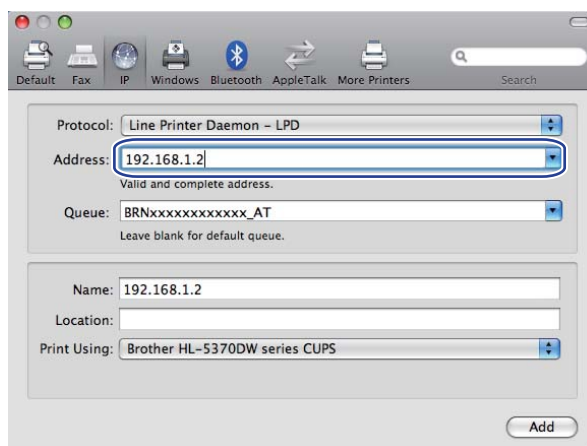 Default Fax IP Windows Bluetooth AppleTalk More Printers Search
Protocol: Line Printer Daemon – LPD
Address: 192.168.1.2
Valid and complete address.
Queue: BRNxxxxxxxxxxxx_AT
Leave blank for default queue.
Name: 192.168.1.2
Location:
Print Using: Brother HL–5370DW series CUPS
Add